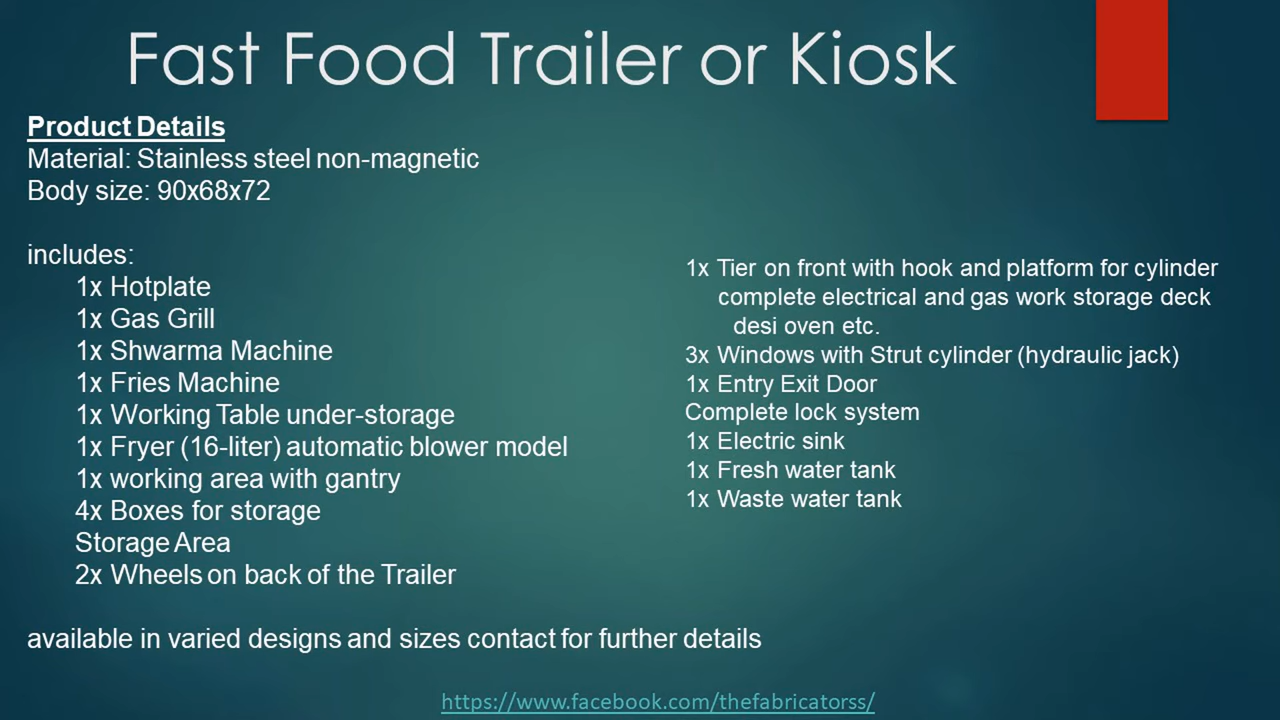 Fast Food Trailer or Kiosk
Product Details
Material: Stainless steel non-magnetic
Body size: 90x68x72
includes:
1x Hotplate
1x Gas Grill
1x Shwarma Machine
1x Fries Machine
1x Working Table under-storage
1x Fryer (16-liter) automatic blower model
1x working area with gantry
4x Boxes for storage
Storage Area
2x Wheels on back of the Trailer
1x Tier on front with hook and platform for cylinder
complete electrical and gas work storage deck
desi oven etc.
3x Windows with Strut cylinder (hydraulic jack)
1x Entry Exit Door
Complete lock system
1x Electric sink
1x Fresh water tank
1x Waste water tank
available in varied designs and sizes contact for further details
https://www.facebook.com/thefabricatorss/